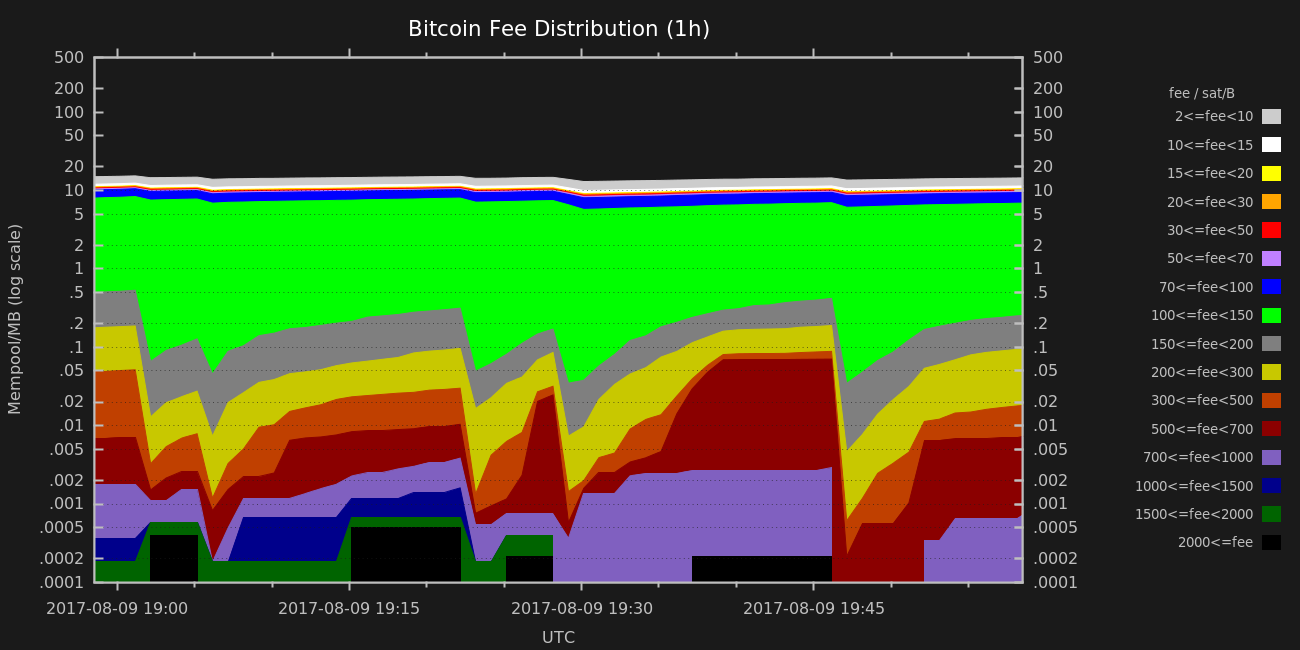 Bitcoin Fee Distribution (1h)
500
200
100
50
20
10
5
2
1
.5
.2
.1
.05
.02
.01
.005
.002
.001
.0005
.0002
.0001
Mempool/MB (log scale)
500
200
100
50
20
10
5
2
1
.5
.2
.1
.05
.02
.01
.005
.002
.001
.0005
.0002
.0001
2017-08-09 19:00
2017-08-09 19:15
2017-08-09 19:30
2017-08-09 19:45
UTC
fee / sat/B
2<=fee<10
10<=fee<15
15<=fee<20
20<=fee<30
30<=fee<50
50<=fee<70
70<=fee<100
100<=fee<150
150<=fee<200
200<=fee<300
300<=fee<500
500<=fee<700
700<=fee<1000
1000<=fee<1500
1500<=fee<2000
2000<=fee